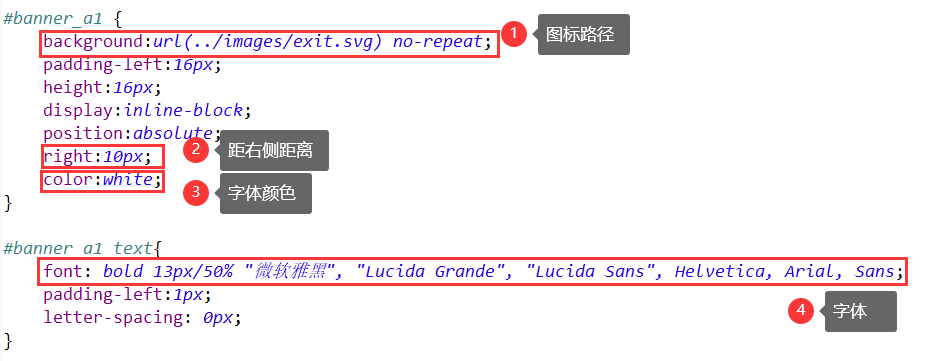 #banner_a1 {
background:url(../images/exit.svg) no-repeat; 1 图标路径
padding-left:16px;
height:16px;
display:inline-block;
position:absolute;
right:10px; 2 距右侧距离
color:white; 3 字体颜色
}
#banner_a1 text{
font: bold 13px/50% "微软雅黑", "Lucida Grande", "Lucida Sans", Helvetica, Arial, Sans;
padding-left:1px; 4 字体
letter-spacing: 0px;
}